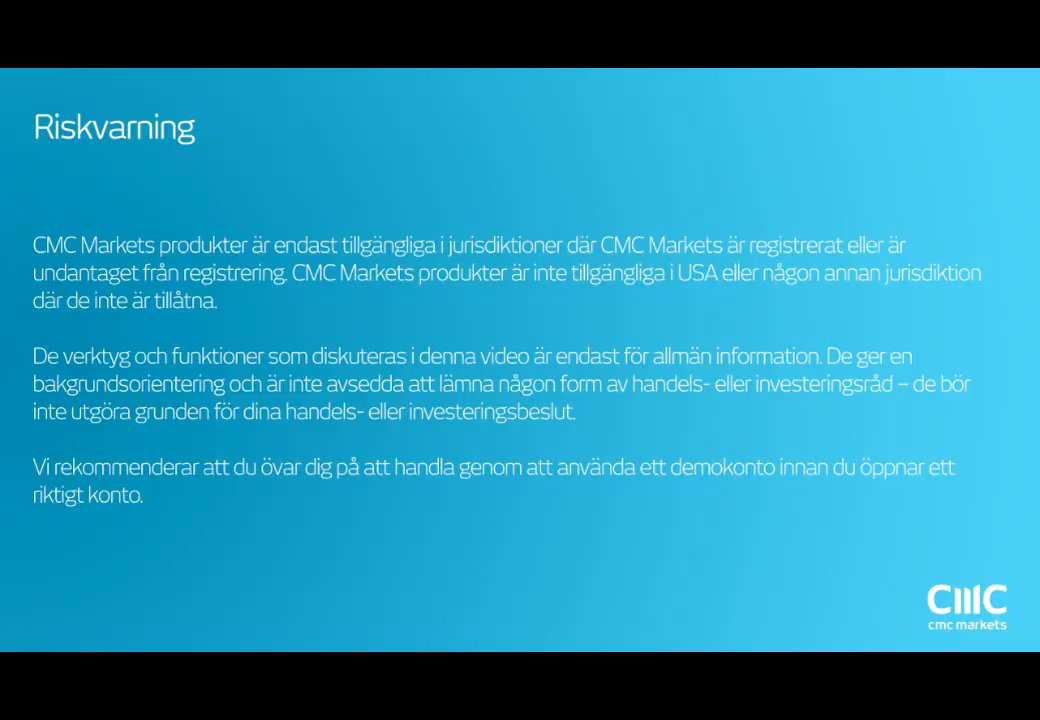 Riskvarning
CMC Markets produkter är endast tillgängliga i jurisdiktioner där CMC Markets är registrerat eller är
undantaget från registrering. CMC Markets produkter är inte tillgängliga i USA eller någon annan jurisdiktion
där de inte är tillåtna.
De verktyg och funktioner som diskuteras i denna video är endast för allmän information. De ger en
bakgrundsorientering och är inte avsedda att lämna någon form av handels- eller investeringsråd – de bör
inte utgöra grunden för dina handels- eller investeringsbeslut.
Vi rekommenderar att du övar dig på att handla genom att använda ett demokonto innan du öppnar ett
riktigt konto.
CMC
cmc markets